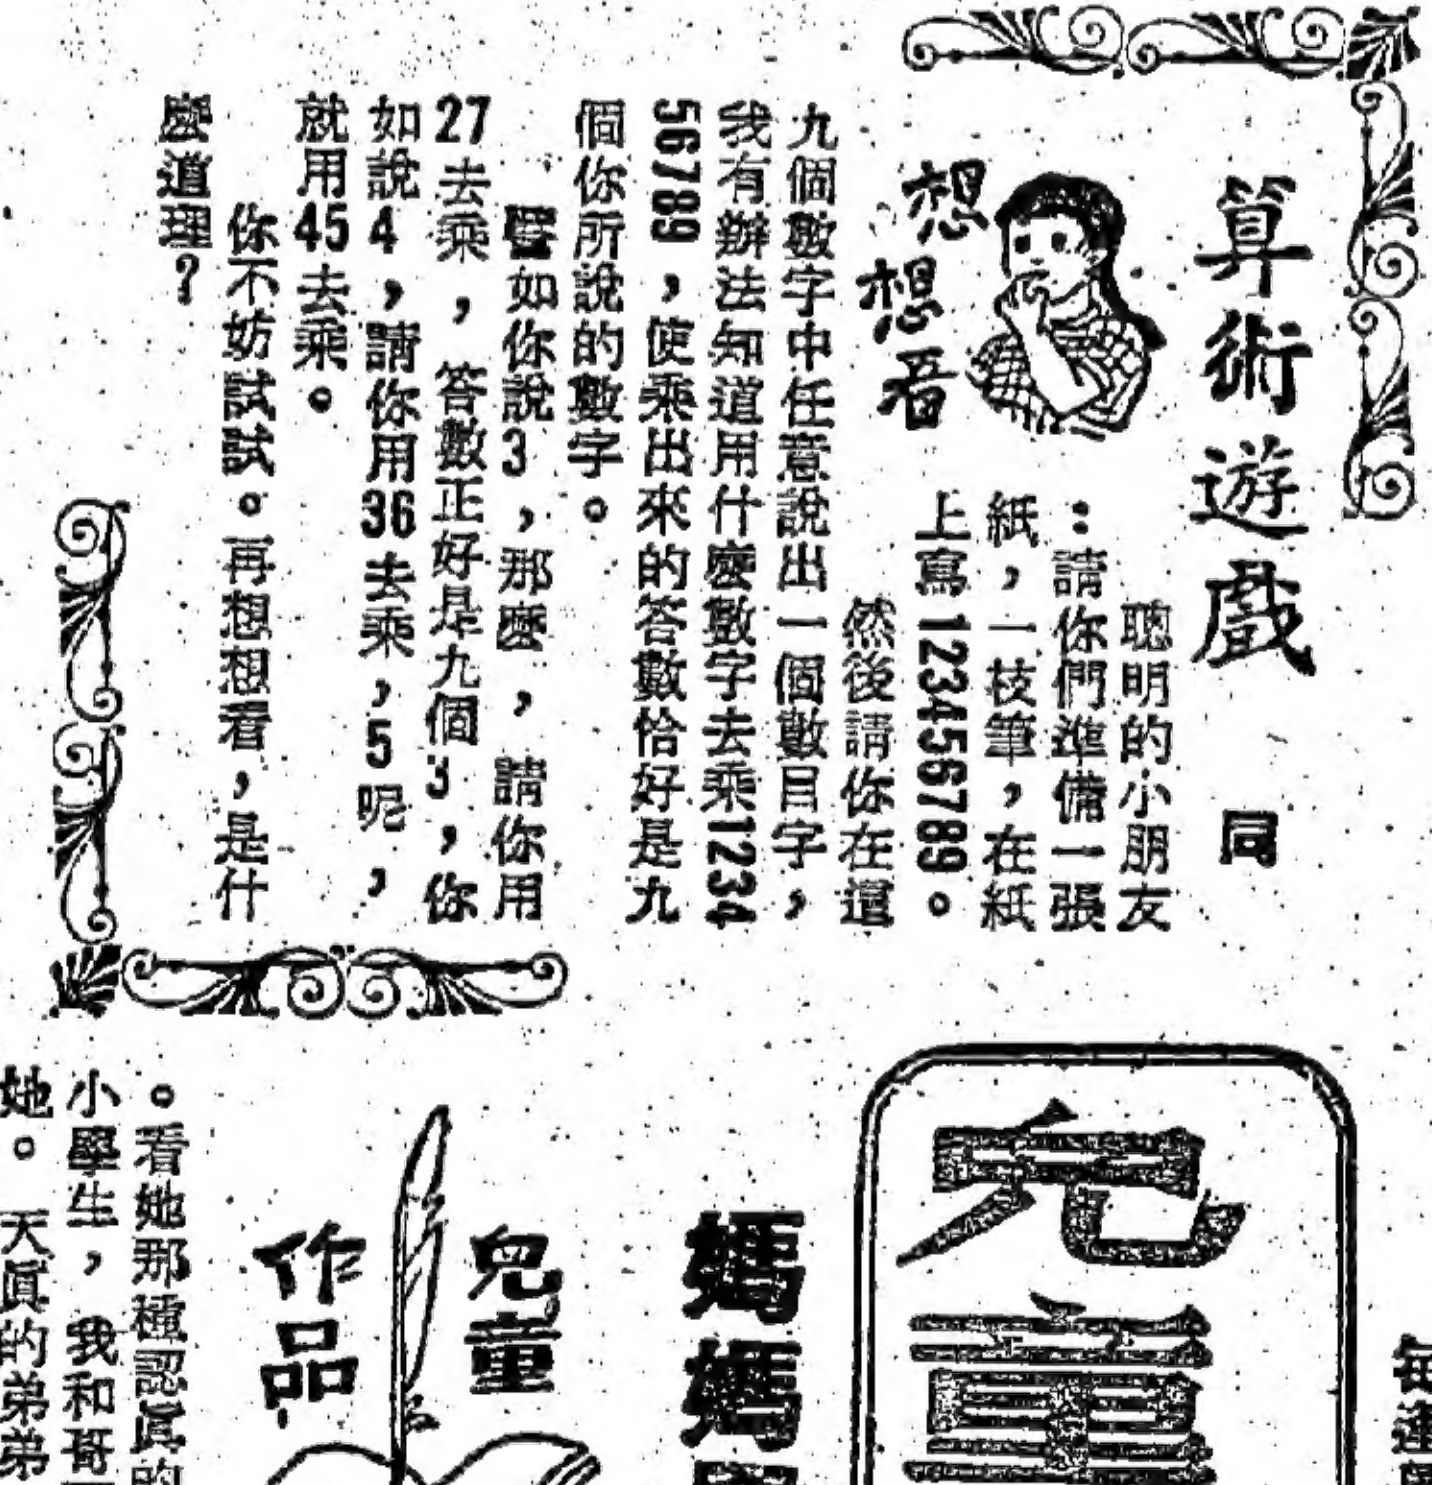 算術遊戲
同
想想看
聰明的小朋友
：請你們準備一張
紙，一枝筆，在紙
上寫123456789。
然後請你在這
九個數字中任意說出一個數目字，
我有辦法知道用什麼數字去乘1234
56789，使乘出來的答數恰好是九
個你所說的數字。
譬如你說3，那麼，請你用
27去乘，答數正好是九個3，你
如說4，請你用36去乘，5呢，
就用45去乘。
你不妨試試。再想想看，是什
麼道理？
兒童
作品
媽媽
。看她那種認眞的
小學生，我和哥
她。天眞的弟弟